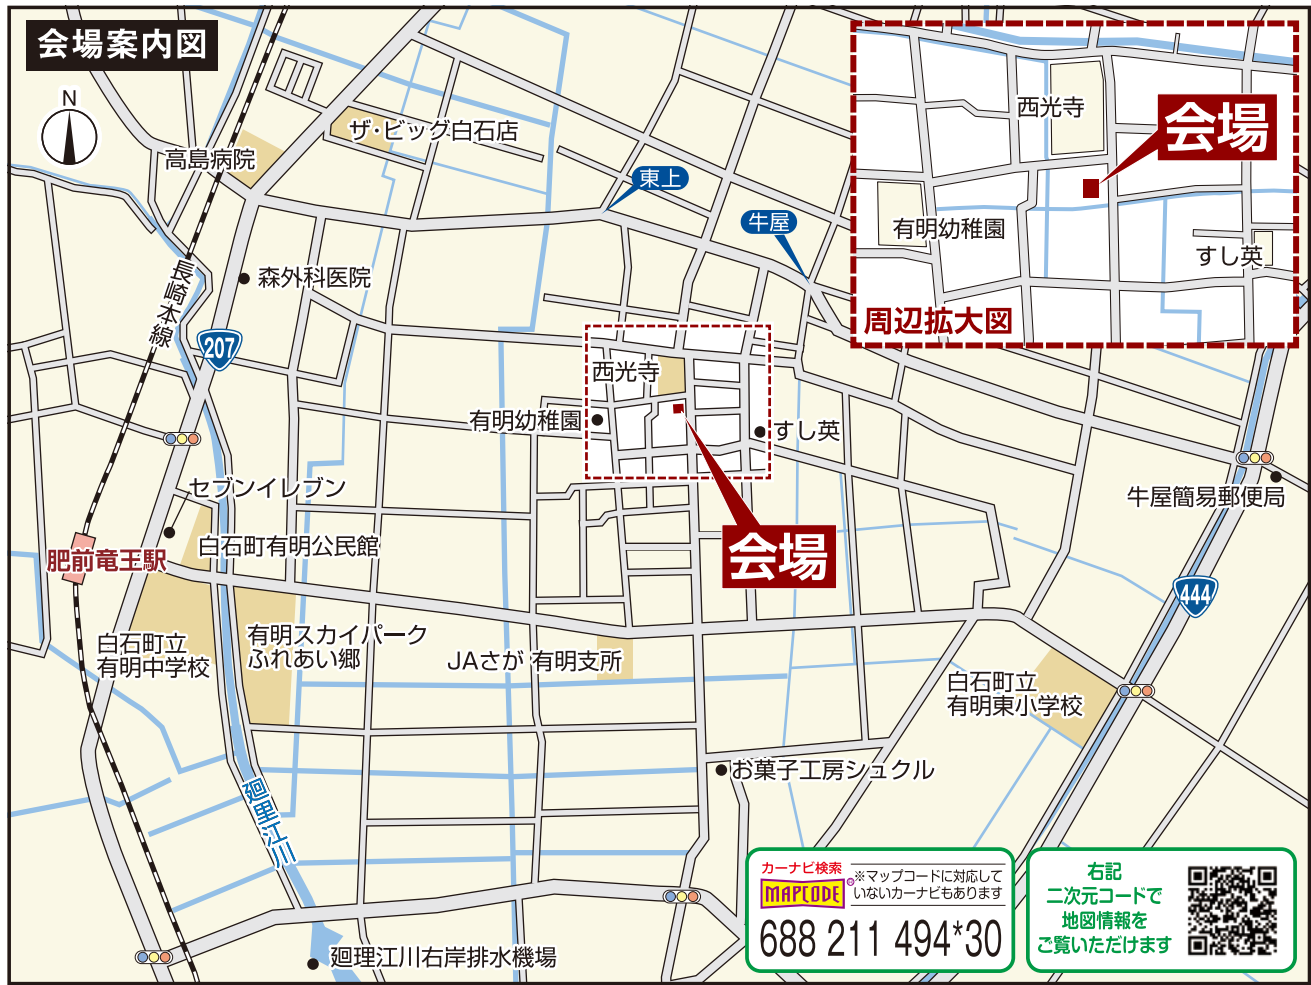 会場案内図
N
ザ・ビッグ白石店
高島病院
東上
牛屋
西光寺
会場
有明幼稚園
すし英
周辺拡大図
森外科医院
長崎本線
207
西光寺
有明幼稚園
すし英
セブンイレブン
牛屋簡易郵便局
白石町有明公民館
肥前竜王駅
会場
444
白石町立
有明中学校
有明スカイパーク
ふれあい郷
JAさが 有明支所
白石町立
有明東小学校
お菓子工房シュクル
廻里江川
廻理江川右岸排水機場
カーナビ検索
MAPCODE®
※マップコードに対応して
いないカーナビもあります
688 211 494*30
右記
二次元コードで
地図情報を
ご覧いただけます